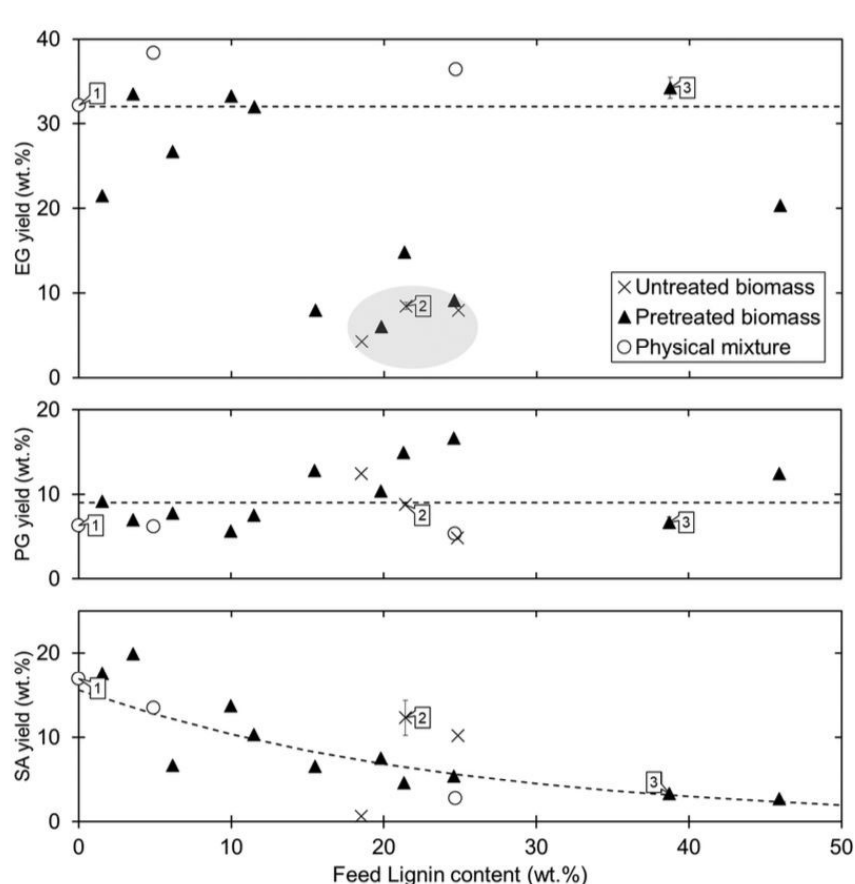 40
30
20
10
0
EG yield (wt.%)
1
3
2
× Untreated biomass
▲ Pretreated biomass
○ Physical mixture
20
10
0
PG yield (wt.%)
1
2
3
20
10
0
SA yield (wt.%)
1
2
3
0 10 20 30 40 50
Feed Lignin content (wt.%)